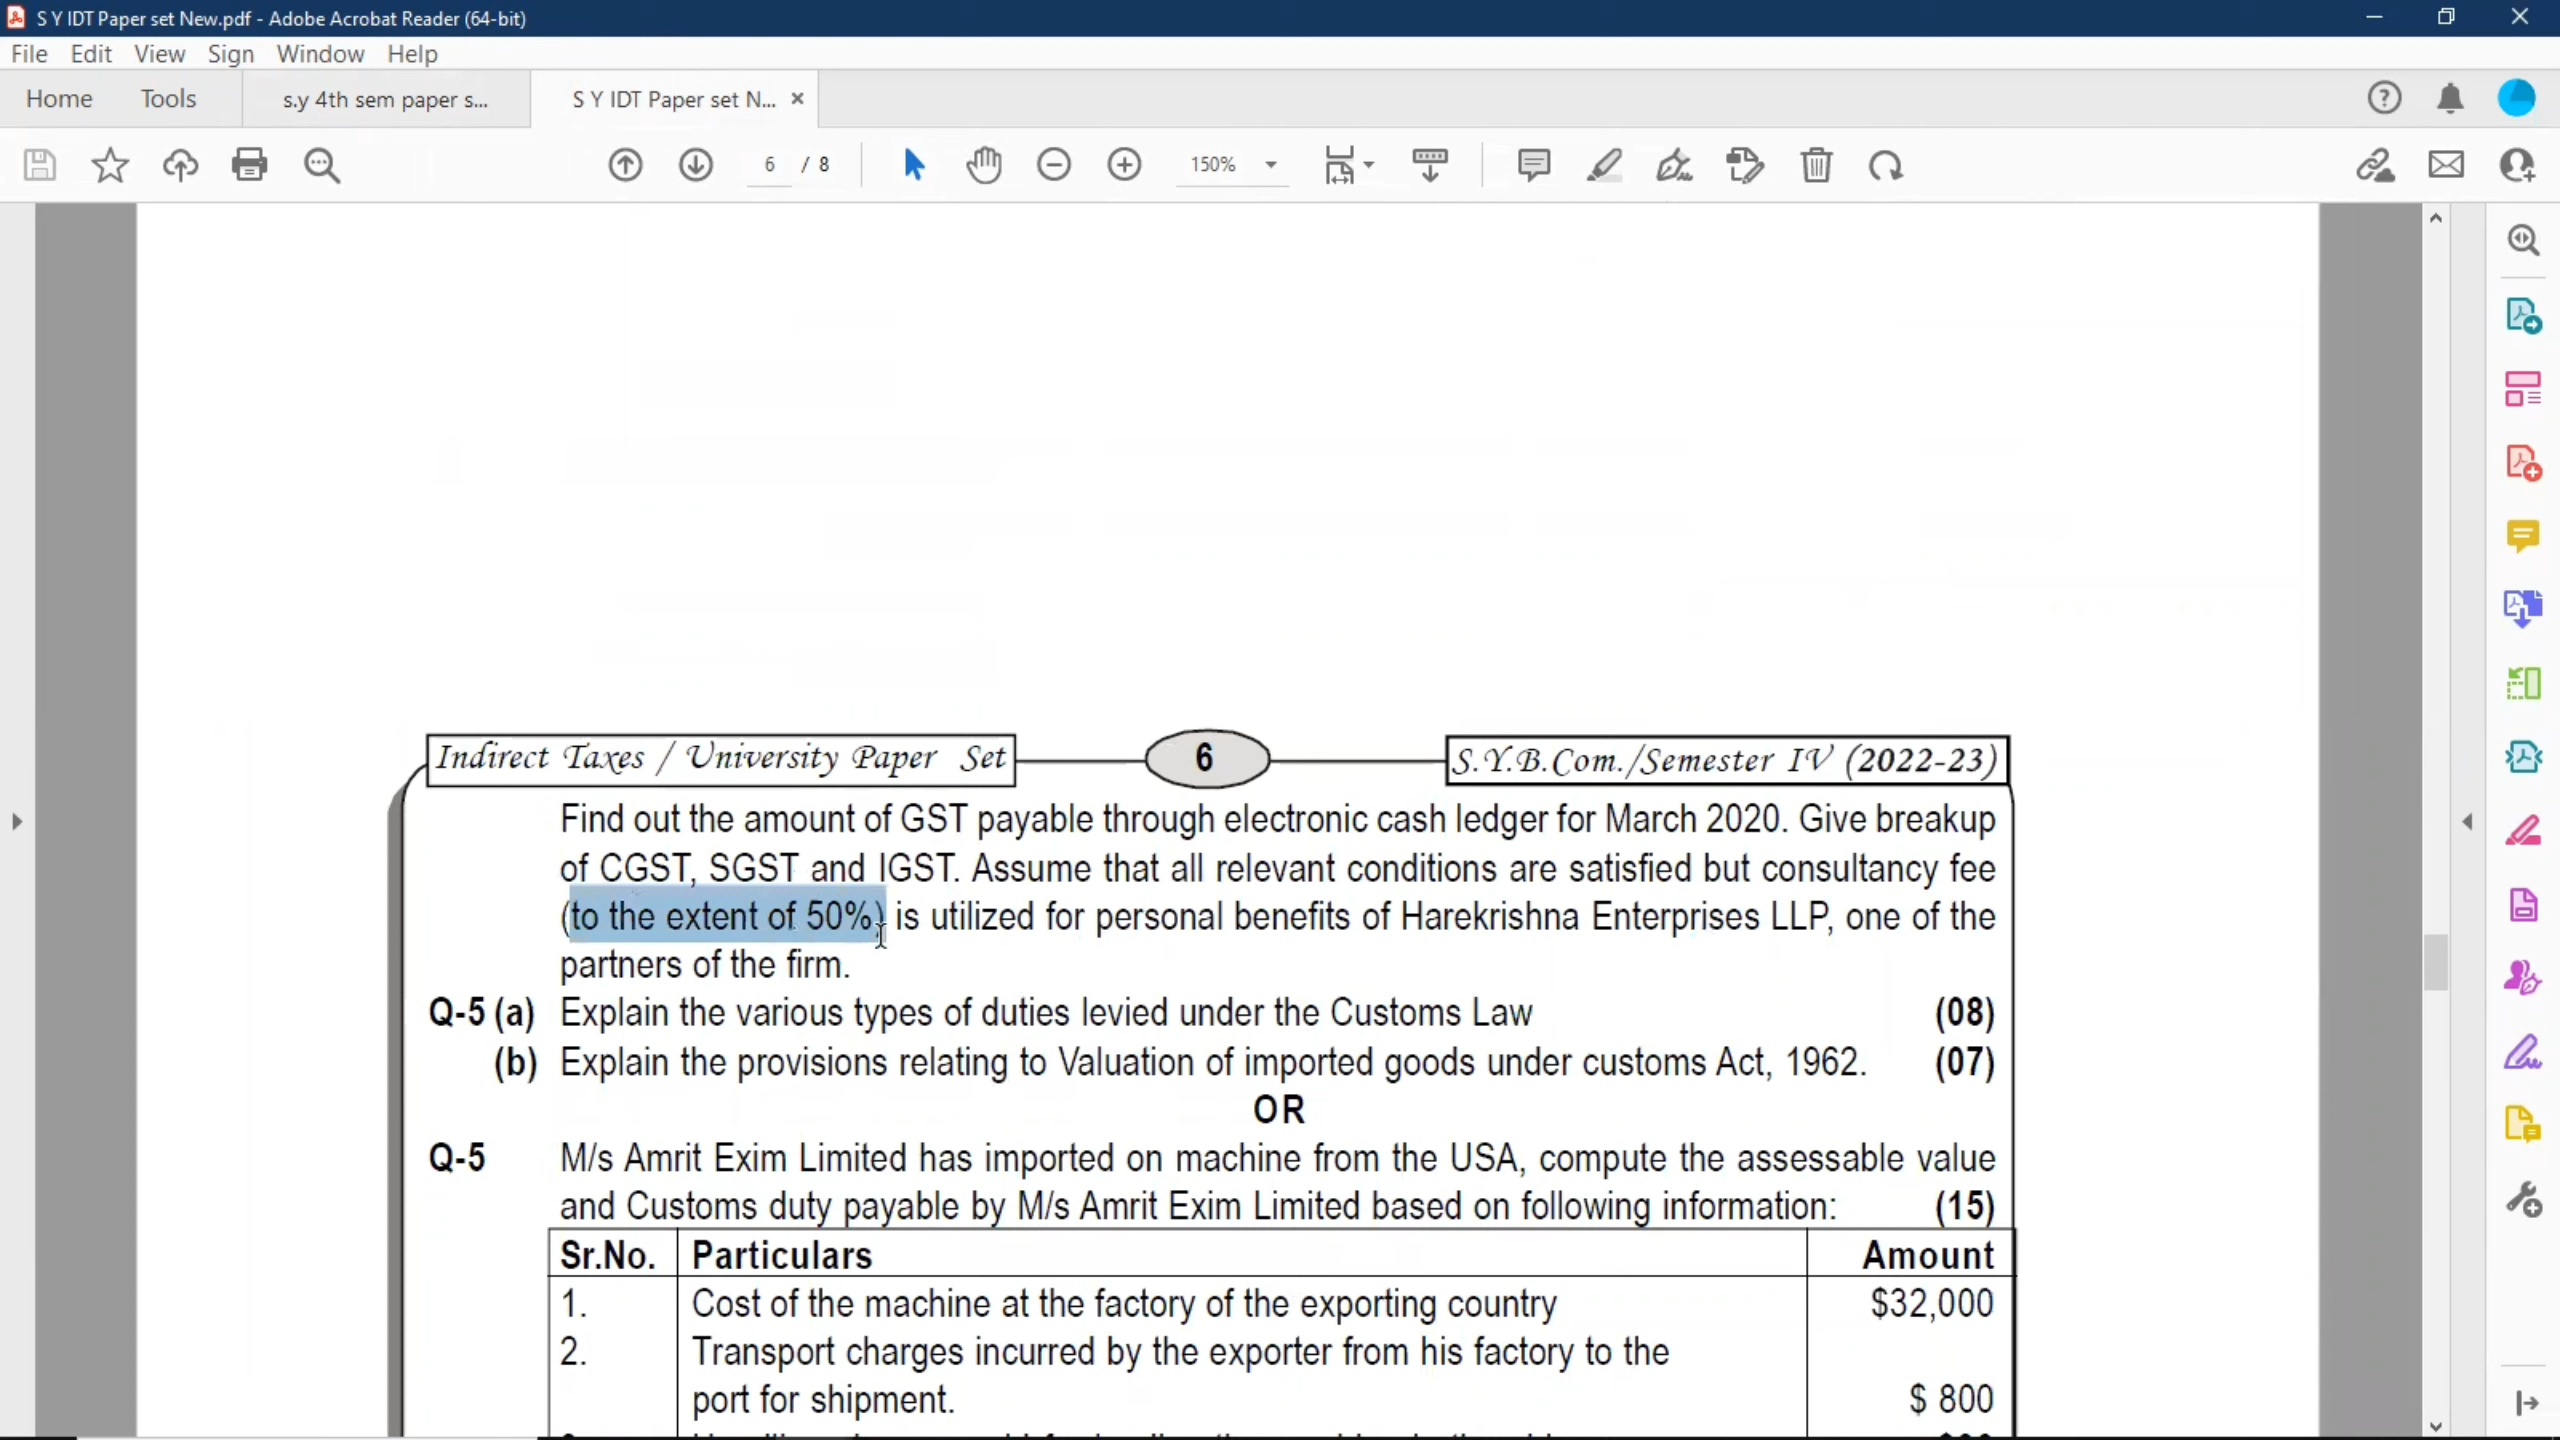 S Y IDT Paper set New.pdf - Adobe Acrobat Reader (64-bit)
File Edit View Sign Window Help
Home Tools s.y 4th sem paper s... S Y IDT Paper set N...
6 / 8 150%
Indirect Taxes / University Paper Set 6 S.Y.B.Com./Semester IV (2022-23)
Find out the amount of GST payable through electronic cash ledger for March 2020. Give breakup
of CGST, SGST and IGST. Assume that all relevant conditions are satisfied but consultancy fee
(to the extent of 50%) is utilized for personal benefits of Harekrishna Enterprises LLP, one of the
partners of the firm.
Q-5 (a) Explain the various types of duties levied under the Customs Law (08)
(b) Explain the provisions relating to Valuation of imported goods under customs Act, 1962. (07)
OR
Q-5 M/s Amrit Exim Limited has imported on machine from the USA, compute the assessable value
and Customs duty payable by M/s Amrit Exim Limited based on following information: (15)
Sr.No. Particulars Amount
1. Cost of the machine at the factory of the exporting country $32,000
2. Transport charges incurred by the exporter from his factory to the
port for shipment. $ 800